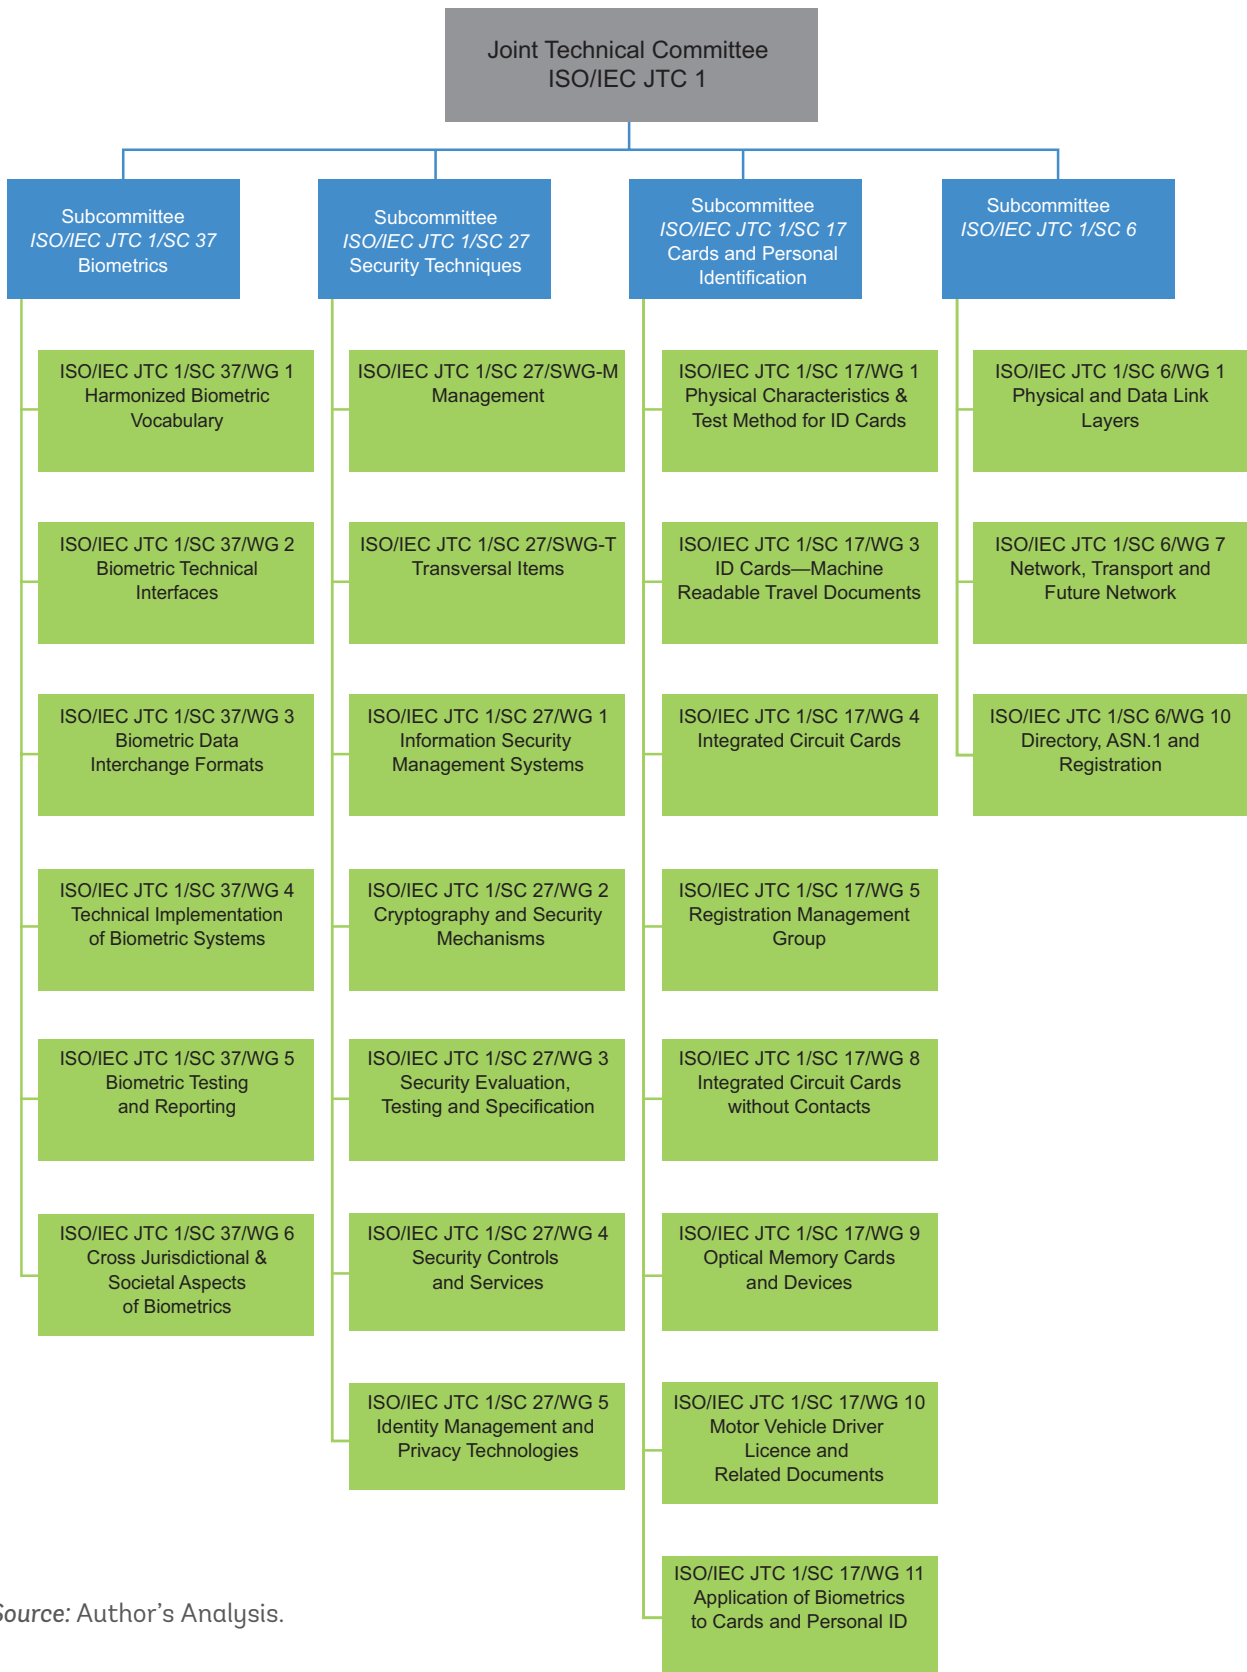 Joint Technical Committee
ISO/IEC JTC 1
Subcommittee
ISO/IEC JTC 1/SC 37
Biometrics
Subcommittee
ISO/IEC JTC 1/SC 27
Security Techniques
Subcommittee
ISO/IEC JTC 1/SC 17
Cards and Personal
Identification
Subcommittee
ISO/IEC JTC 1/SC 6
ISO/IEC JTC 1/SC 37/WG 1
Harmonized Biometric
Vocabulary
ISO/IEC JTC 1/SC 37/WG 2
Biometric Technical
Interfaces
ISO/IEC JTC 1/SC 37/WG 3
Biometric Data
Interchange Formats
ISO/IEC JTC 1/SC 37/WG 4
Technical Implementation
of Biometric Systems
ISO/IEC JTC 1/SC 37/WG 5
Biometric Testing
and Reporting
ISO/IEC JTC 1/SC 37/WG 6
Cross Jurisdictional &
Societal Aspects
of Biometrics
ISO/IEC JTC 1/SC 27/SWG-M
Management
ISO/IEC JTC 1/SC 27/SWG-T
Transversal Items
ISO/IEC JTC 1/SC 27/WG 1
Information Security
Management Systems
ISO/IEC JTC 1/SC 27/WG 2
Cryptography and Security
Mechanisms
ISO/IEC JTC 1/SC 27/WG 3
Security Evaluation,
Testing and Specification
ISO/IEC JTC 1/SC 27/WG 4
Security Controls
and Services
ISO/IEC JTC 1/SC 27/WG 5
Identity Management and
Privacy Technologies
ISO/IEC JTC 1/SC 17/WG 1
Physical Characteristics &
Test Method for ID Cards
ISO/IEC JTC 1/SC 17/WG 3
ID Cards—Machine
Readable Travel Documents
ISO/IEC JTC 1/SC 17/WG 4
Integrated Circuit Cards
ISO/IEC JTC 1/SC 17/WG 5
Registration Management
Group
ISO/IEC JTC 1/SC 17/WG 8
Integrated Circuit Cards
without Contacts
ISO/IEC JTC 1/SC 17/WG 9
Optical Memory Cards
and Devices
ISO/IEC JTC 1/SC 17/WG 10
Motor Vehicle Driver
Licence and
Related Documents
ISO/IEC JTC 1/SC 17/WG 11
Application of Biometrics
to Cards and Personal ID
ISO/IEC JTC 1/SC 6/WG 1
Physical and Data Link
Layers
ISO/IEC JTC 1/SC 6/WG 7
Network, Transport and
Future Network
ISO/IEC JTC 1/SC 6/WG 10
Directory, ASN.1 and
Registration
Source: Author's Analysis.